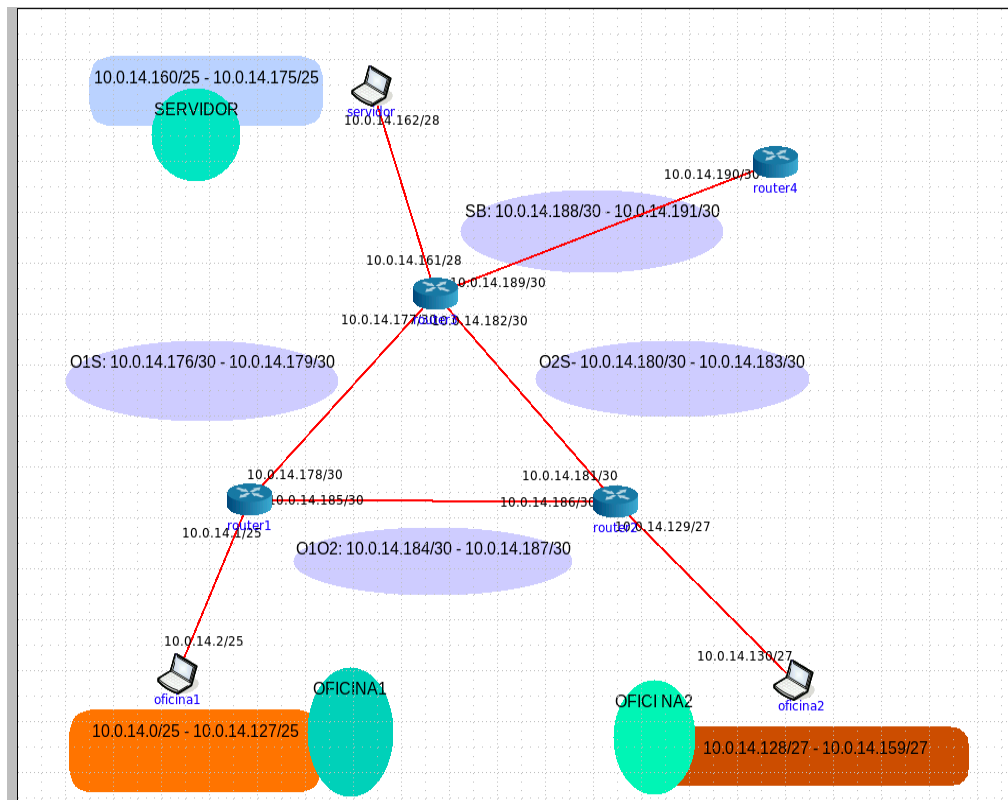 10.0.14.160/25 - 10.0.14.175/25
SERVIDOR
servidor
10.0.14.162/28
10.0.14.190/30
router4
SB: 10.0.14.188/30 - 10.0.14.191/30
10.0.14.161/28
10.0.14.189/30
10.0.14.177/30
10.0.14.182/30
O1S: 10.0.14.176/30 - 10.0.14.179/30
O2S- 10.0.14.180/30 - 10.0.14.183/30
10.0.14.178/30
10.0.14.181/30
10.0.14.185/30
10.0.14.186/30
router1
router2
10.0.14.129/27
10.0.14.1/25
O1O2: 10.0.14.184/30 - 10.0.14.187/30
10.0.14.2/25
10.0.14.130/27
oficina1
OFICINA1
OFICI NA2
oficina2
10.0.14.0/25 - 10.0.14.127/25
10.0.14.128/27 - 10.0.14.159/27